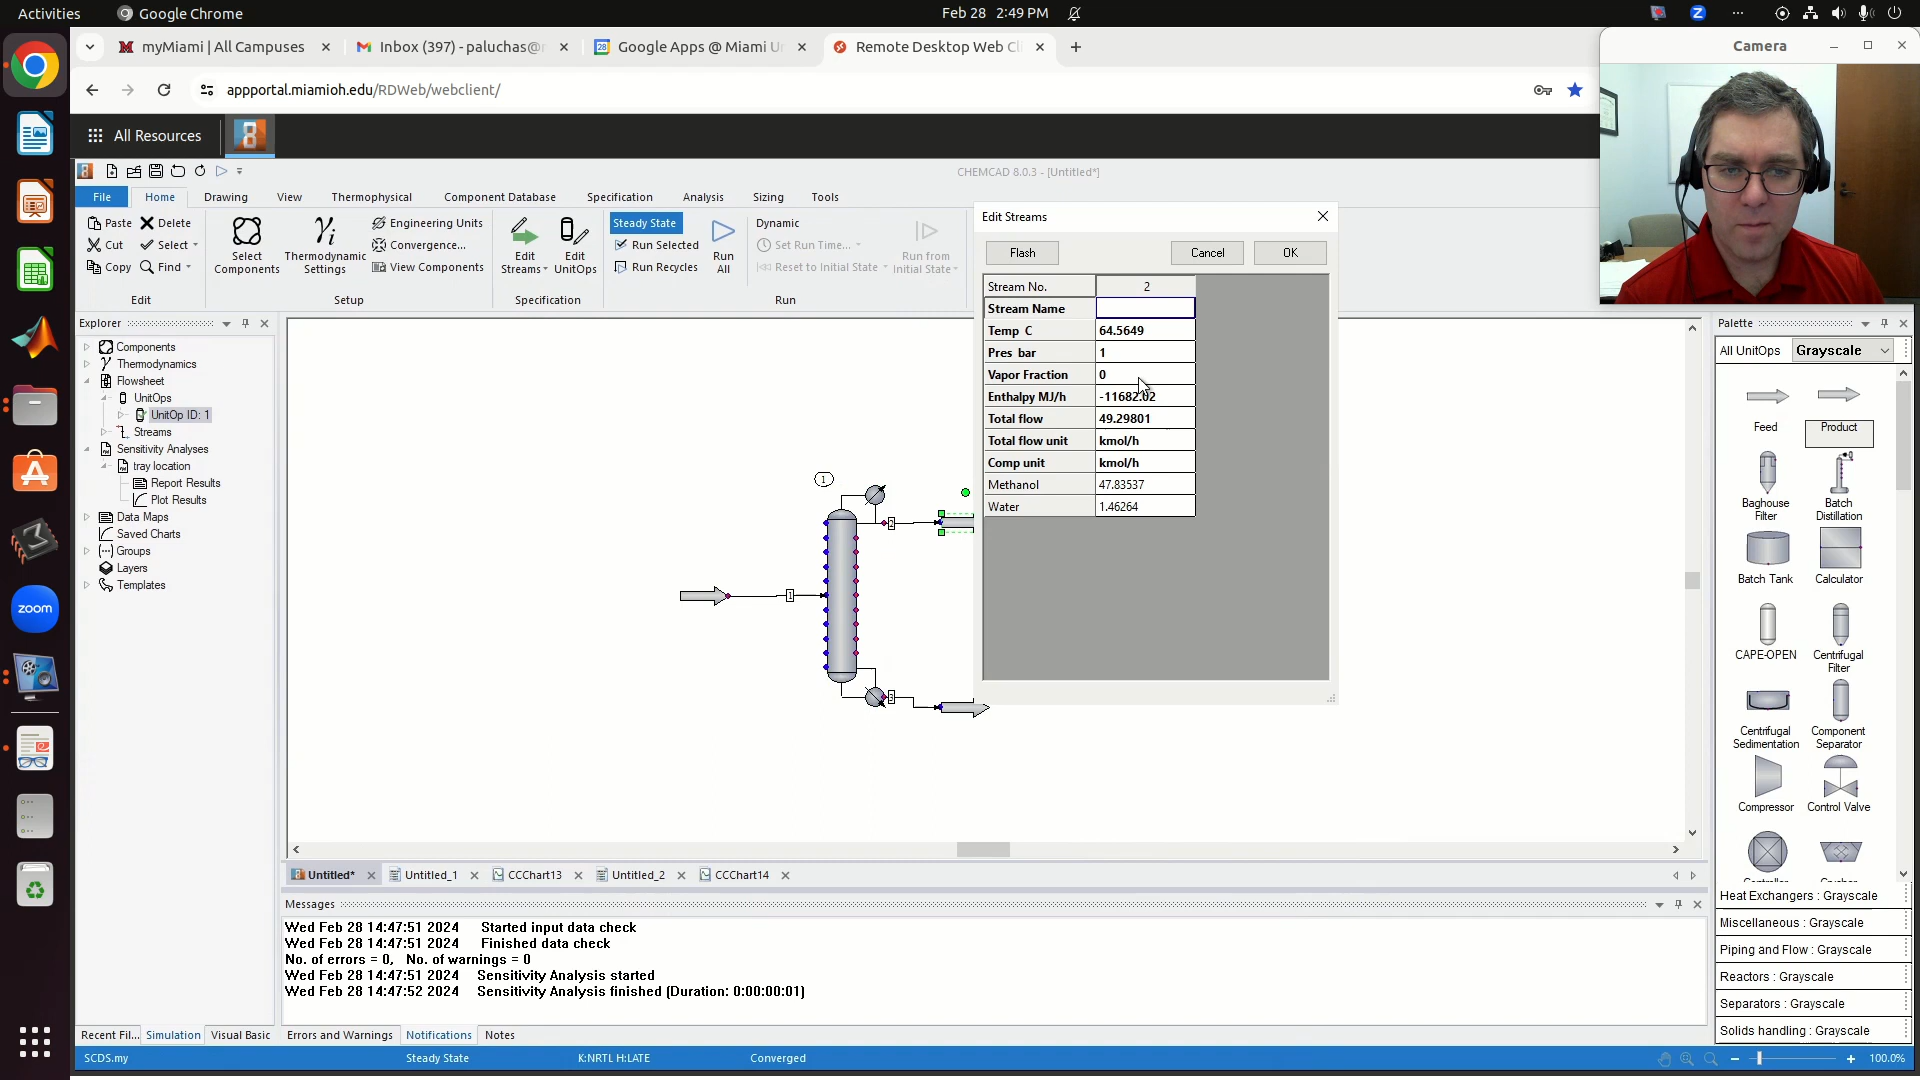 Activities
Google Chrome
Feb 28 2:49 PM
myMiami | All Campuses
Inbox (397) - paluchas@
Google Apps @ Miami U
Remote Desktop Web Cl
Camera
appportal.miamioh.edu/RDWeb/webclient/
All Resources
CHEMCAD 8.0.3 - [Untitled*]
File
Home
Drawing
View
Thermophysical
Component Database
Specification
Analysis
Sizing
Tools
Paste
Delete
Cut
Select
Copy
Find
Edit
Select
Components
Thermodynamic
Settings
Engineering Units
Convergence...
View Components
Setup
Edit
Streams
Edit
UnitOps
Specification
Steady State
Run Selected
Run Recycles
Run
All
Dynamic
Set Run Time...
Reset to Initial State
Run from
Initial State
Run
Edit Streams
Flash
Cancel
OK
Stream No. 2
Stream Name
Temp C 64.5649
Pres bar 1
Vapor Fraction 0
Enthalpy MJ/h -11682.02
Total flow 49.29801
Total flow unit kmol/h
Comp unit kmol/h
Methanol 47.83537
Water 1.46264
Explorer
Components
Thermodynamics
Flowsheet
UnitOps
UnitOp ID: 1
Streams
Sensitivity Analyses
tray location
Report Results
Plot Results
Data Maps
Saved Charts
Groups
Layers
Templates
1
2
1
3
Palette
All UnitOps
Grayscale
Feed
Product
Baghouse
Filter
Batch
Distillation
Batch Tank
Calculator
CAPE-OPEN
Centrifugal
Filter
Centrifugal
Sedimentation
Component
Separator
Compressor
Control Valve
Heat Exchangers : Grayscale
Miscellaneous : Grayscale
Piping and Flow : Grayscale
Reactors : Grayscale
Separators : Grayscale
Solids handling : Grayscale
Untitled*
Untitled_1
CCChart13
Untitled_2
CCChart14
Messages
Wed Feb 28 14:47:51 2024 Started input data check
Wed Feb 28 14:47:51 2024 Finished data check
No. of errors = 0, No. of warnings = 0
Wed Feb 28 14:47:51 2024 Sensitivity Analysis started
Wed Feb 28 14:47:52 2024 Sensitivity Analysis finished (Duration: 0:00:00:01)
Recent Fil...
Simulation
Visual Basic
Errors and Warnings
Notifications
Notes
SCDS.my
Steady State
K:NRTL H:LATE
Converged
100.0%
zoom